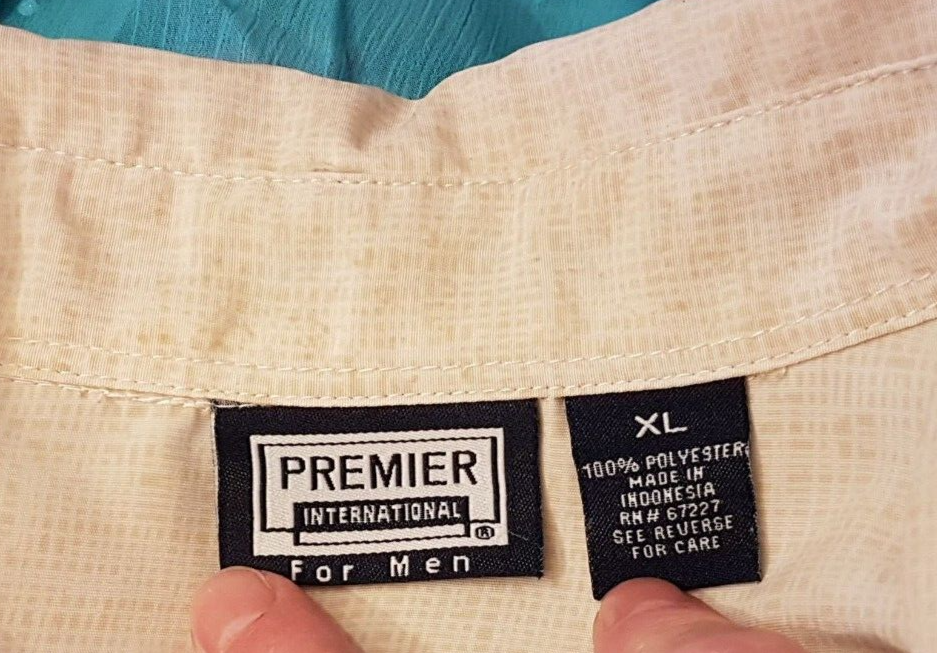 PREMIER
INTERNATIONAL
®
For Men
XL
100% POLYESTER
MADE IN
INDONESIA
RN# 67227
SEE REVERSE
FOR CARE